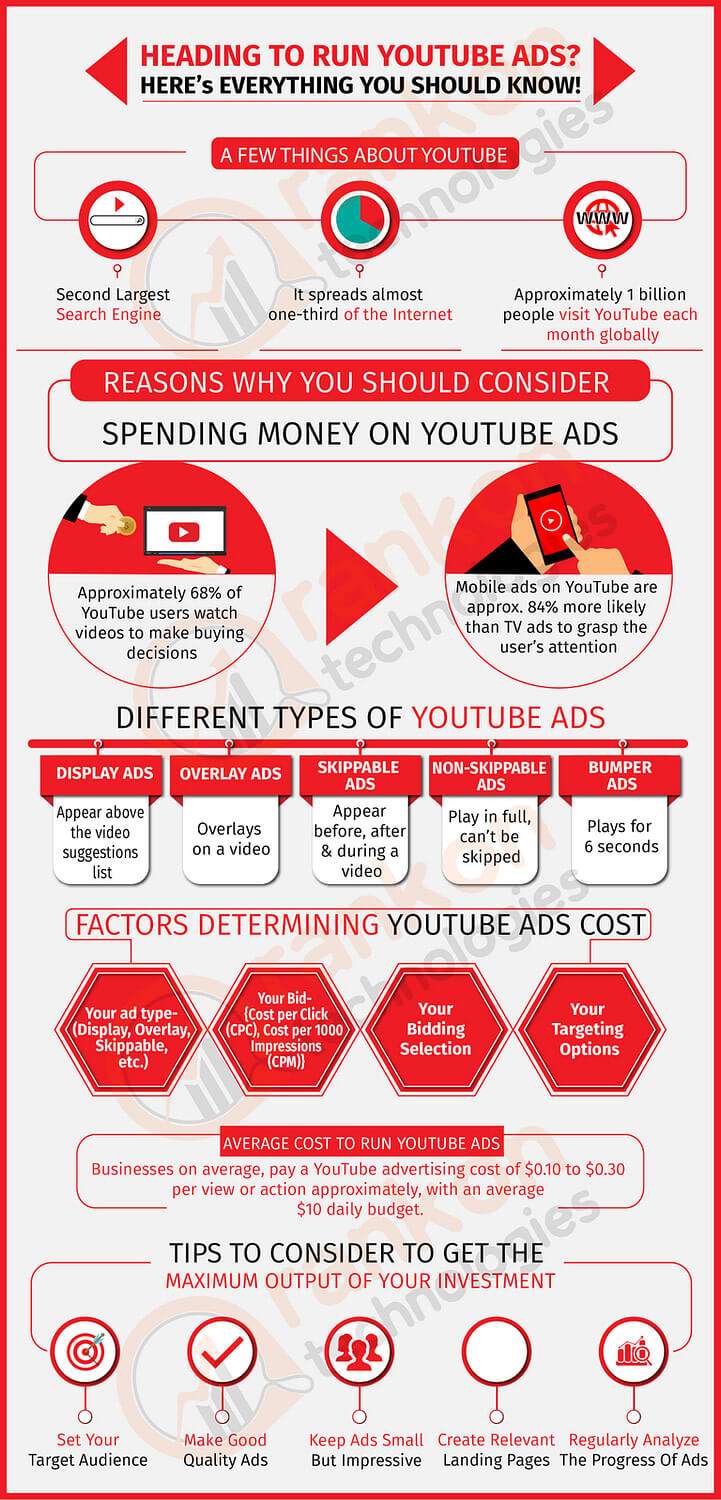 HEADING TO RUN YOUTUBE ADS?
HERE's EVERYTHING YOU SHOULD KNOW!
A FEW THINGS ABOUT YOUTUBE
WWW
Second Largest
Search Engine
It spreads almost
one-third of the Internet
Approximately 1 billion
people visit YouTube each
month globally
REASONS WHY YOU SHOULD CONSIDER
SPENDING MONEY ON YOUTUBE ADS
Approximately 68% of
YouTube users watch
videos to make buying
decisions
Mobile ads on YouTube are
approx. 84% more likely
than TV ads to grasp the
user's attention
DIFFERENT TYPES OF YOUTUBE ADS
DISPLAY ADS
Appear above
the video
suggestions
list
OVERLAY ADS
Overlays
on a video
SKIPPABLE
ADS
Appear
before, after
& during a
video
NON-SKIPPABLE
ADS
Play in full,
can't be
skipped
BUMPER
ADS
Plays for
6 seconds
FACTORS DETERMINING YOUTUBE ADS COST
Your ad type-
(Display, Overlay,
Skippable,
etc.)
Your Bid-
{Cost per Click
(CPC), Cost per 1000
Impressions
(CPM)}
Your
Bidding
Selection
Your
Targeting
Options
AVERAGE COST TO RUN YOUTUBE ADS
Businesses on average, pay a YouTube advertising cost of $0.10 to $0.30
per view or action approximately, with an average
$10 daily budget.
TIPS TO CONSIDER TO GET THE
MAXIMUM OUTPUT OF YOUR INVESTMENT
Set Your
Target Audience
Make Good
Quality Ads
Keep Ads Small
But Impressive
Create Relevant
Landing Pages
Regularly Analyze
The Progress Of Ads
rankon
technologies
rankon
technologies
rankon
technologies
rankon
technologies